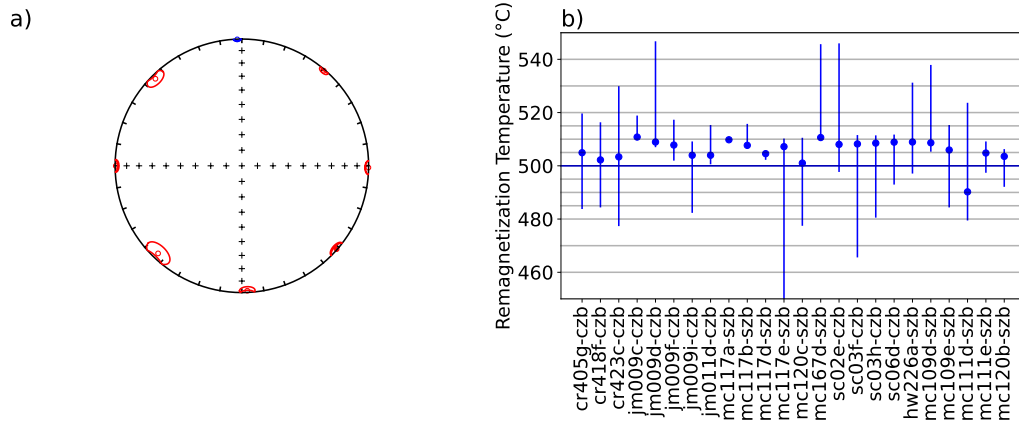 a)
b)
Remagnetization Temperature (°C)
540
520
500
480
460
cr405g-czb
cr418f-czb
cr423c-czb
jm009c-czb
jm009d-czb
jm009f-czb
jm009i-czb
jm011d-czb
mc117a-szb
mc117b-szb
mc117d-szb
mc117e-szb
mc120c-szb
mc167d-szb
sc02e-czb
sc03f-czb
sc03h-czb
sc06d-czb
hw226a-szb
mc109d-szb
mc109e-szb
mc111d-szb
mc111e-szb
mc120b-szb